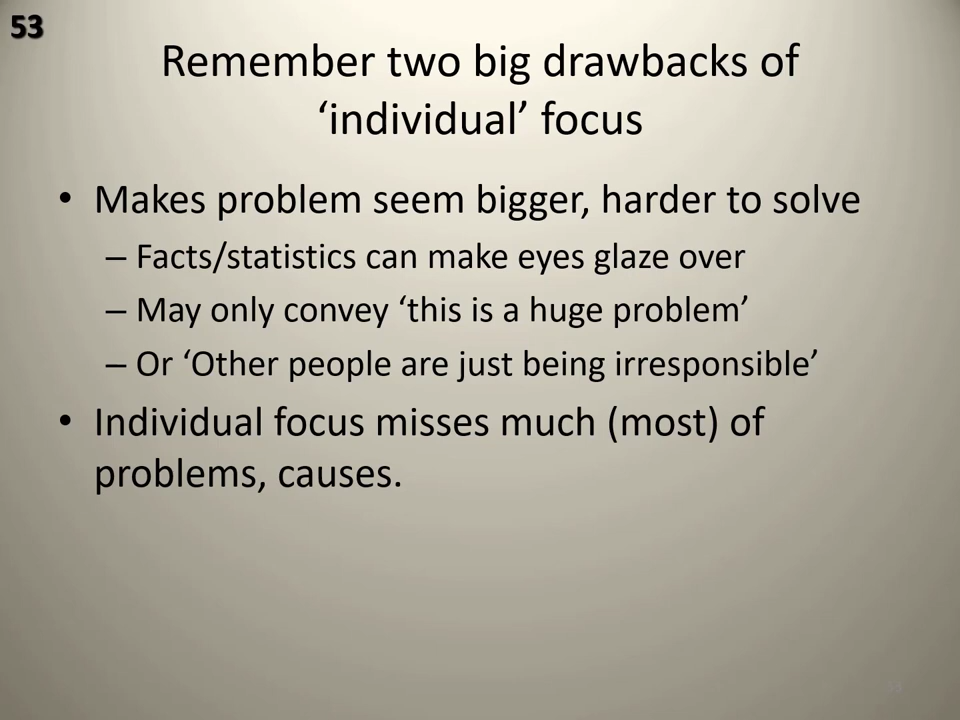 53
Remember two big drawbacks of
‘individual’ focus
• Makes problem seem bigger, harder to solve
– Facts/statistics can make eyes glaze over
– May only convey ‘this is a huge problem’
– Or ‘Other people are just being irresponsible’
• Individual focus misses much (most) of
problems, causes.
53